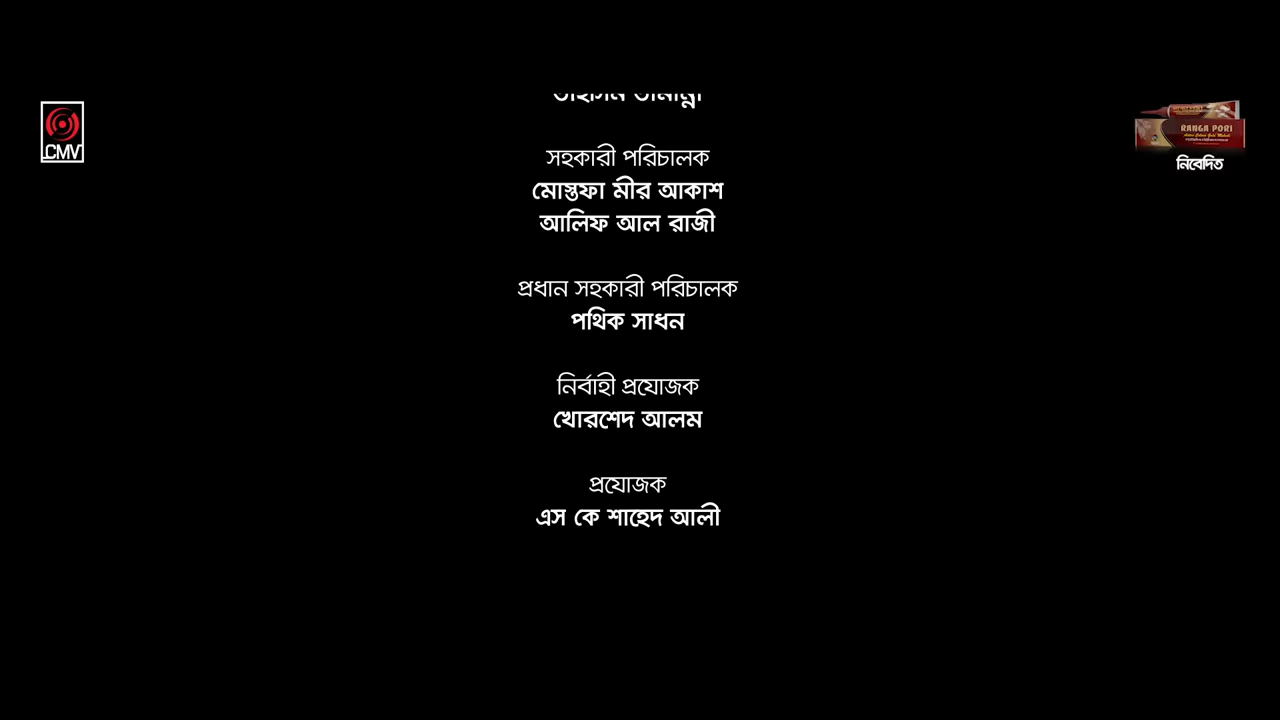 সহকারী পরিচালক
মোস্তফা মীর আকাশ
আলিফ আল রাজী
প্রধান সহকারী পরিচালক
পথিক সাধন
নির্বাহী প্রযোজক
খোরশেদ আলম
প্রযোজক
এস কে শাহেদ আলী
CMV
RANGA PORI
নিবেদিত